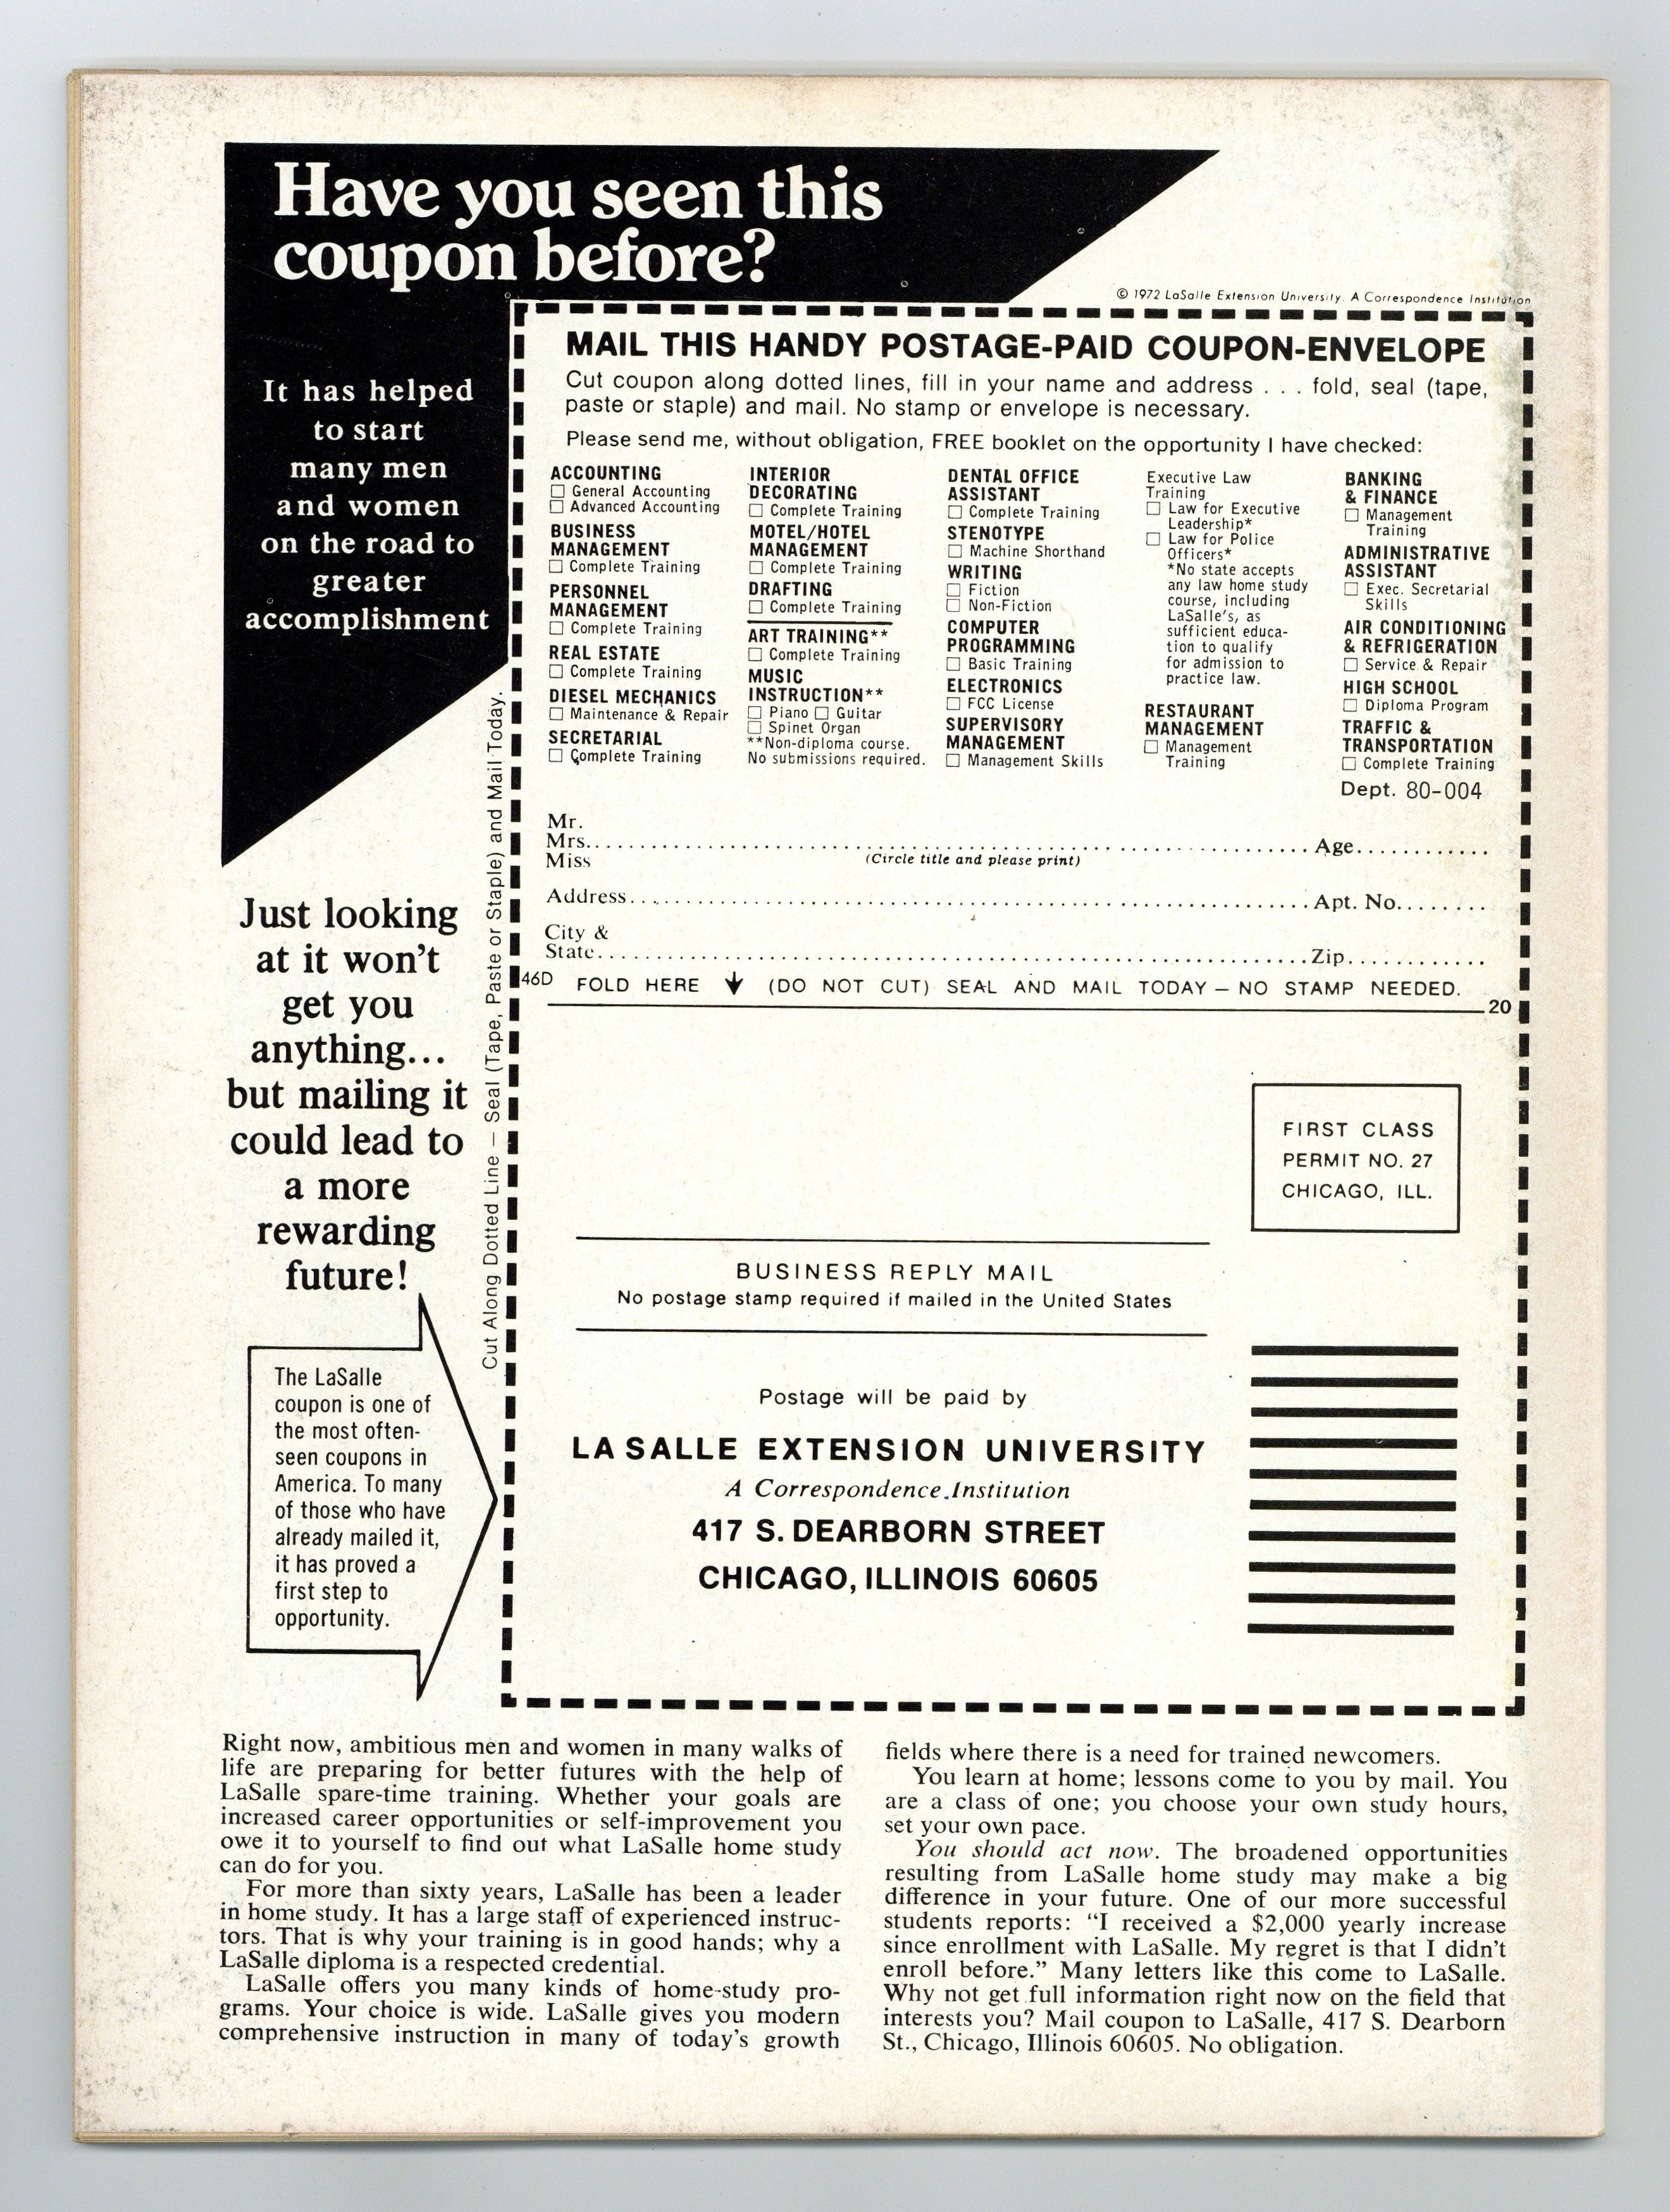 Have you seen this
coupon before?
© 1972 LaSalle Extension University. A Correspondence Institution
It has helped
to start
many men
and women
on the road to
greater
accomplishment
Just looking
at it won't
get you
anything...
but mailing it
could lead to
a more
rewarding
future!
The LaSalle
coupon is one of
the most often-
seen coupons in
America. To many
of those who have
already mailed it,
it has proved a
first step to
opportunity.
Cut Along Dotted Line — Seal (Tape, Paste or Staple) and Mail Today.
MAIL THIS HANDY POSTAGE-PAID COUPON-ENVELOPE
Cut coupon along dotted lines, fill in your name and address . . . fold, seal (tape,
paste or staple) and mail. No stamp or envelope is necessary.
Please send me, without obligation, FREE booklet on the opportunity I have checked:
ACCOUNTING
☐ General Accounting
☐ Advanced Accounting
BUSINESS
MANAGEMENT
☐ Complete Training
PERSONNEL
MANAGEMENT
☐ Complete Training
REAL ESTATE
☐ Complete Training
DIESEL MECHANICS
☐ Maintenance & Repair
SECRETARIAL
☐ Complete Training
INTERIOR
DECORATING
☐ Complete Training
MOTEL/HOTEL
MANAGEMENT
☐ Complete Training
DRAFTING
☐ Complete Training
ART TRAINING**
☐ Complete Training
MUSIC
INSTRUCTION**
☐ Piano ☐ Guitar
☐ Spinet Organ
**Non-diploma course.
No submissions required.
DENTAL OFFICE
ASSISTANT
☐ Complete Training
STENOTYPE
☐ Machine Shorthand
WRITING
☐ Fiction
☐ Non-Fiction
COMPUTER
PROGRAMMING
☐ Basic Training
ELECTRONICS
☐ FCC License
SUPERVISORY
MANAGEMENT
☐ Management Skills
Executive Law
Training
☐ Law for Executive
Leadership*
☐ Law for Police
Officers*
*No state accepts
any law home study
course, including
LaSalle's, as
sufficient educa-
tion to qualify
for admission to
practice law.
RESTAURANT
MANAGEMENT
☐ Management
Training
BANKING
& FINANCE
☐ Management
Training
ADMINISTRATIVE
ASSISTANT
☐ Exec. Secretarial
Skills
AIR CONDITIONING
& REFRIGERATION
☐ Service & Repair
HIGH SCHOOL
☐ Diploma Program
TRAFFIC &
TRANSPORTATION
☐ Complete Training
Dept. 80-004
Mr.
Mrs.................................................................Age............
Miss (Circle title and please print)
Address.............................................................Apt. No........
City &
State...............................................................Zip............
46D FOLD HERE ↓ (DO NOT CUT) SEAL AND MAIL TODAY — NO STAMP NEEDED.
20
FIRST CLASS
PERMIT NO. 27
CHICAGO, ILL.
BUSINESS REPLY MAIL
No postage stamp required if mailed in the United States
Postage will be paid by
LA SALLE EXTENSION UNIVERSITY
A Correspondence Institution
417 S. DEARBORN STREET
CHICAGO, ILLINOIS 60605
Right now, ambitious men and women in many walks of
life are preparing for better futures with the help of
LaSalle spare-time training. Whether your goals are
increased career opportunities or self-improvement you
owe it to yourself to find out what LaSalle home study
can do for you.
For more than sixty years, LaSalle has been a leader
in home study. It has a large staff of experienced instruc-
tors. That is why your training is in good hands; why a
LaSalle diploma is a respected credential.
LaSalle offers you many kinds of home-study pro-
grams. Your choice is wide. LaSalle gives you modern
comprehensive instruction in many of today's growth
fields where there is a need for trained newcomers.
You learn at home; lessons come to you by mail. You
are a class of one; you choose your own study hours,
set your own pace.
You should act now. The broadened opportunities
resulting from LaSalle home study may make a big
difference in your future. One of our more successful
students reports: "I received a $2,000 yearly increase
since enrollment with LaSalle. My regret is that I didn't
enroll before." Many letters like this come to LaSalle.
Why not get full information right now on the field that
interests you? Mail coupon to LaSalle, 417 S. Dearborn
St., Chicago, Illinois 60605. No obligation.